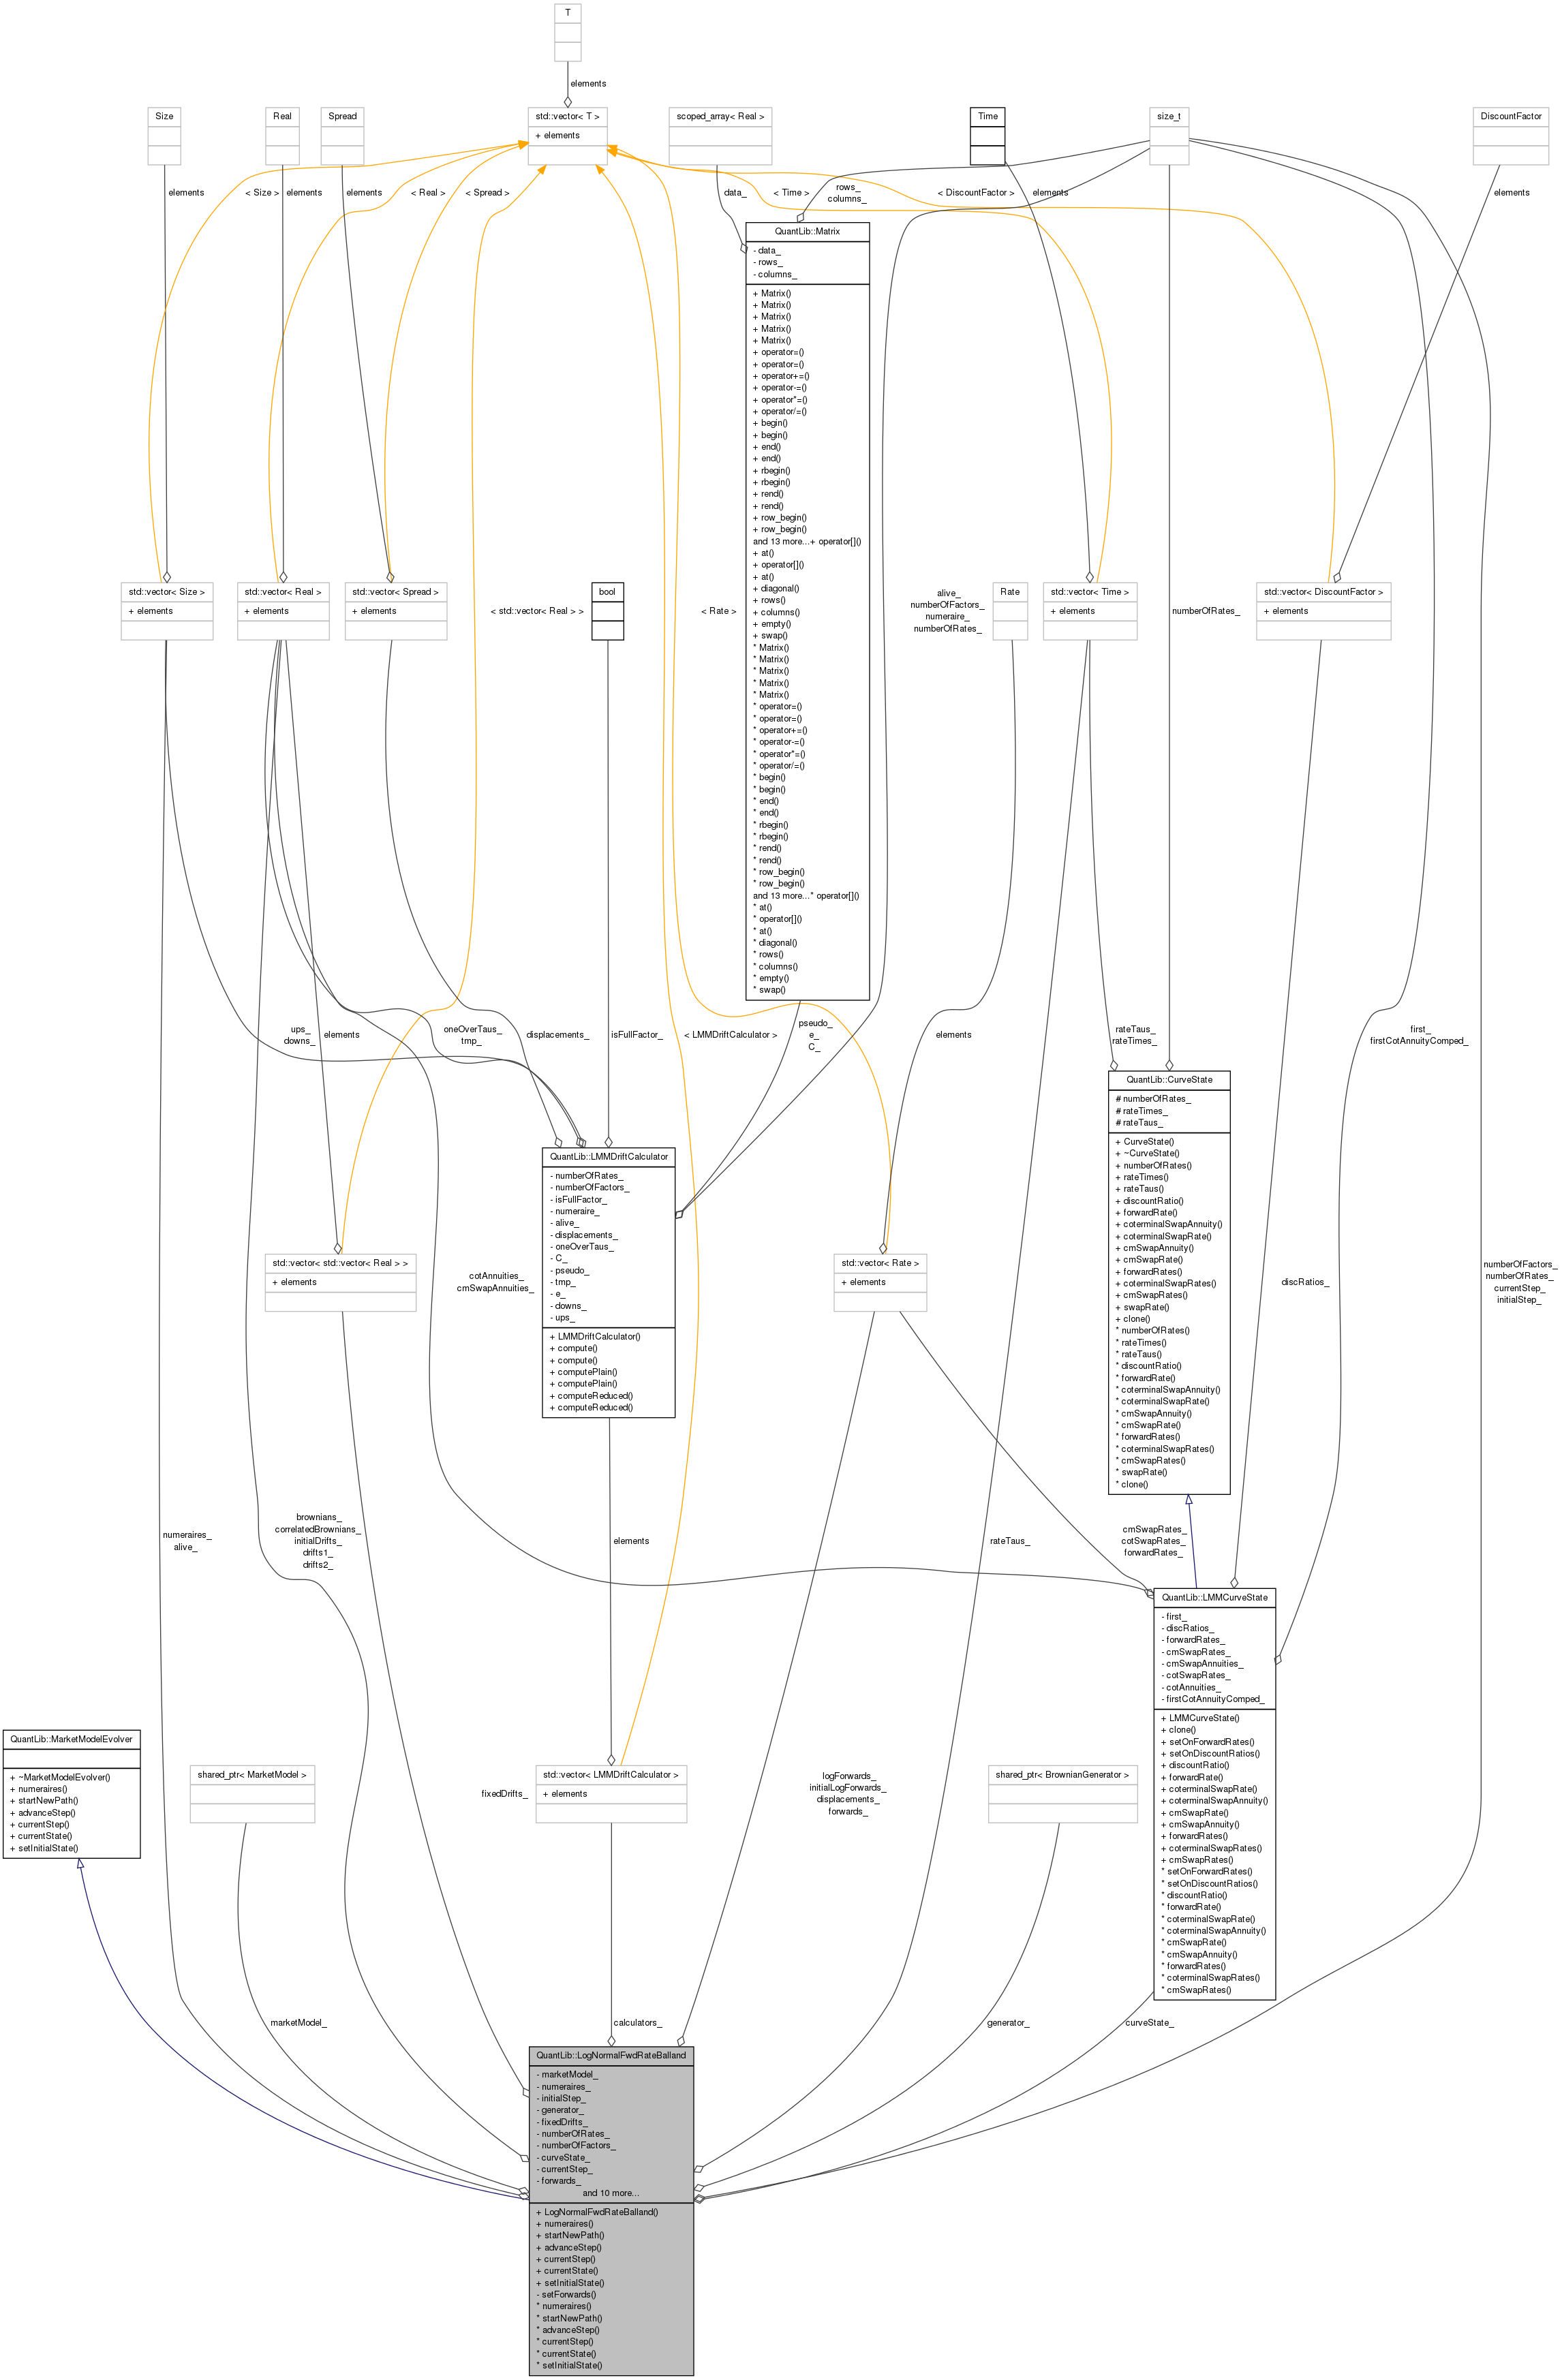 T
elements
Size
Real
Spread
std::vector< T >
+ elements
scoped_array< Real >
Time
size_t
DiscountFactor
elements
< Size >
elements
elements
< Real >
< Spread >
data_
rows_
columns_
< Time >
< DiscountFactor >
elements
elements
QuantLib::Matrix
- data_
- rows_
- columns_
+ Matrix()
+ Matrix()
+ Matrix()
+ Matrix()
+ Matrix()
+ operator=()
+ operator=()
+ operator+=()
+ operator-=()
+ operator*=()
+ operator/=()
+ begin()
+ begin()
+ end()
+ end()
+ rbegin()
+ rbegin()
+ rend()
+ rend()
+ row_begin()
+ row_begin()
and 13 more...+ operator[]()
+ at()
+ operator[]()
+ at()
+ diagonal()
+ rows()
+ columns()
+ empty()
+ swap()
* Matrix()
* Matrix()
* Matrix()
* Matrix()
* Matrix()
* operator=()
* operator=()
* operator+=()
* operator-=()
* operator*=()
* operator/=()
* begin()
* begin()
* end()
* end()
* rbegin()
* rbegin()
* rend()
* rend()
* row_begin()
* row_begin()
and 13 more...* operator[]()
* at()
* operator[]()
* at()
* diagonal()
* rows()
* columns()
* empty()
* swap()
std::vector< Size >
+ elements
std::vector< Real >
+ elements
std::vector< Spread >
+ elements
< std::vector< Real > >
bool
< Rate >
alive_
numberOfFactors_
numeraire_
numberOfRates_
Rate
std::vector< Time >
+ elements
numberOfRates_
std::vector< DiscountFactor >
+ elements
ups_
downs_
elements
oneOverTaus_
tmp_
displacements_
isFullFactor_
< LMMDriftCalculator >
pseudo_
e_
C_
elements
rateTaus_
rateTimes_
first_
firstCotAnnuityComped_
QuantLib::CurveState
# numberOfRates_
# rateTimes_
# rateTaus_
+ CurveState()
+ ~CurveState()
+ numberOfRates()
+ rateTimes()
+ rateTaus()
+ discountRatio()
+ forwardRate()
+ coterminalSwapAnnuity()
+ coterminalSwapRate()
+ cmSwapAnnuity()
+ cmSwapRate()
+ forwardRates()
+ coterminalSwapRates()
+ cmSwapRates()
+ swapRate()
+ clone()
* numberOfRates()
* rateTimes()
* rateTaus()
* discountRatio()
* forwardRate()
* coterminalSwapAnnuity()
* coterminalSwapRate()
* cmSwapAnnuity()
* cmSwapRate()
* forwardRates()
* coterminalSwapRates()
* cmSwapRates()
* swapRate()
* clone()
QuantLib::LMMDriftCalculator
- numberOfRates_
- numberOfFactors_
- isFullFactor_
- numeraire_
- alive_
- displacements_
- oneOverTaus_
- C_
- pseudo_
- tmp_
- e_
- downs_
- ups_
+ LMMDriftCalculator()
+ compute()
+ compute()
+ computePlain()
+ computePlain()
+ computeReduced()
+ computeReduced()
std::vector< std::vector< Real > >
+ elements
cotAnnuities_
cmSwapAnnuities_
std::vector< Rate >
+ elements
discRatios_
numberOfFactors_
numberOfRates_
currentStep_
initialStep_
numeraires_
alive_
brownians_
correlatedBrownians_
initialDrifts_
drifts1_
drifts2_
elements
rateTaus_
cmSwapRates_
cotSwapRates_
forwardRates_
QuantLib::LMMCurveState
- first_
- discRatios_
- forwardRates_
- cmSwapRates_
- cmSwapAnnuities_
- cotSwapRates_
- cotAnnuities_
- firstCotAnnuityComped_
+ LMMCurveState()
+ clone()
+ setOnForwardRates()
+ setOnDiscountRatios()
+ discountRatio()
+ forwardRate()
+ coterminalSwapRate()
+ coterminalSwapAnnuity()
+ cmSwapRate()
+ cmSwapAnnuity()
+ forwardRates()
+ coterminalSwapRates()
+ cmSwapRates()
* setOnForwardRates()
* setOnDiscountRatios()
* discountRatio()
* forwardRate()
* coterminalSwapRate()
* coterminalSwapAnnuity()
* cmSwapRate()
* cmSwapAnnuity()
* forwardRates()
* coterminalSwapRates()
* cmSwapRates()
QuantLib::MarketModelEvolver
+ ~MarketModelEvolver()
+ numeraires()
+ startNewPath()
+ advanceStep()
+ currentStep()
+ currentState()
+ setInitialState()
shared_ptr< MarketModel >
fixedDrifts_
std::vector< LMMDriftCalculator >
+ elements
logForwards_
initialLogForwards_
displacements_
forwards_
shared_ptr< BrownianGenerator >
marketModel_
calculators_
generator_
curveState_
QuantLib::LogNormalFwdRateBalland
- marketModel_
- numeraires_
- initialStep_
- generator_
- fixedDrifts_
- numberOfRates_
- numberOfFactors_
- curveState_
- currentStep_
- forwards_
and 10 more...
+ LogNormalFwdRateBalland()
+ numeraires()
+ startNewPath()
+ advanceStep()
+ currentStep()
+ currentState()
+ setInitialState()
- setForwards()
* numeraires()
* startNewPath()
* advanceStep()
* currentStep()
* currentState()
* setInitialState()